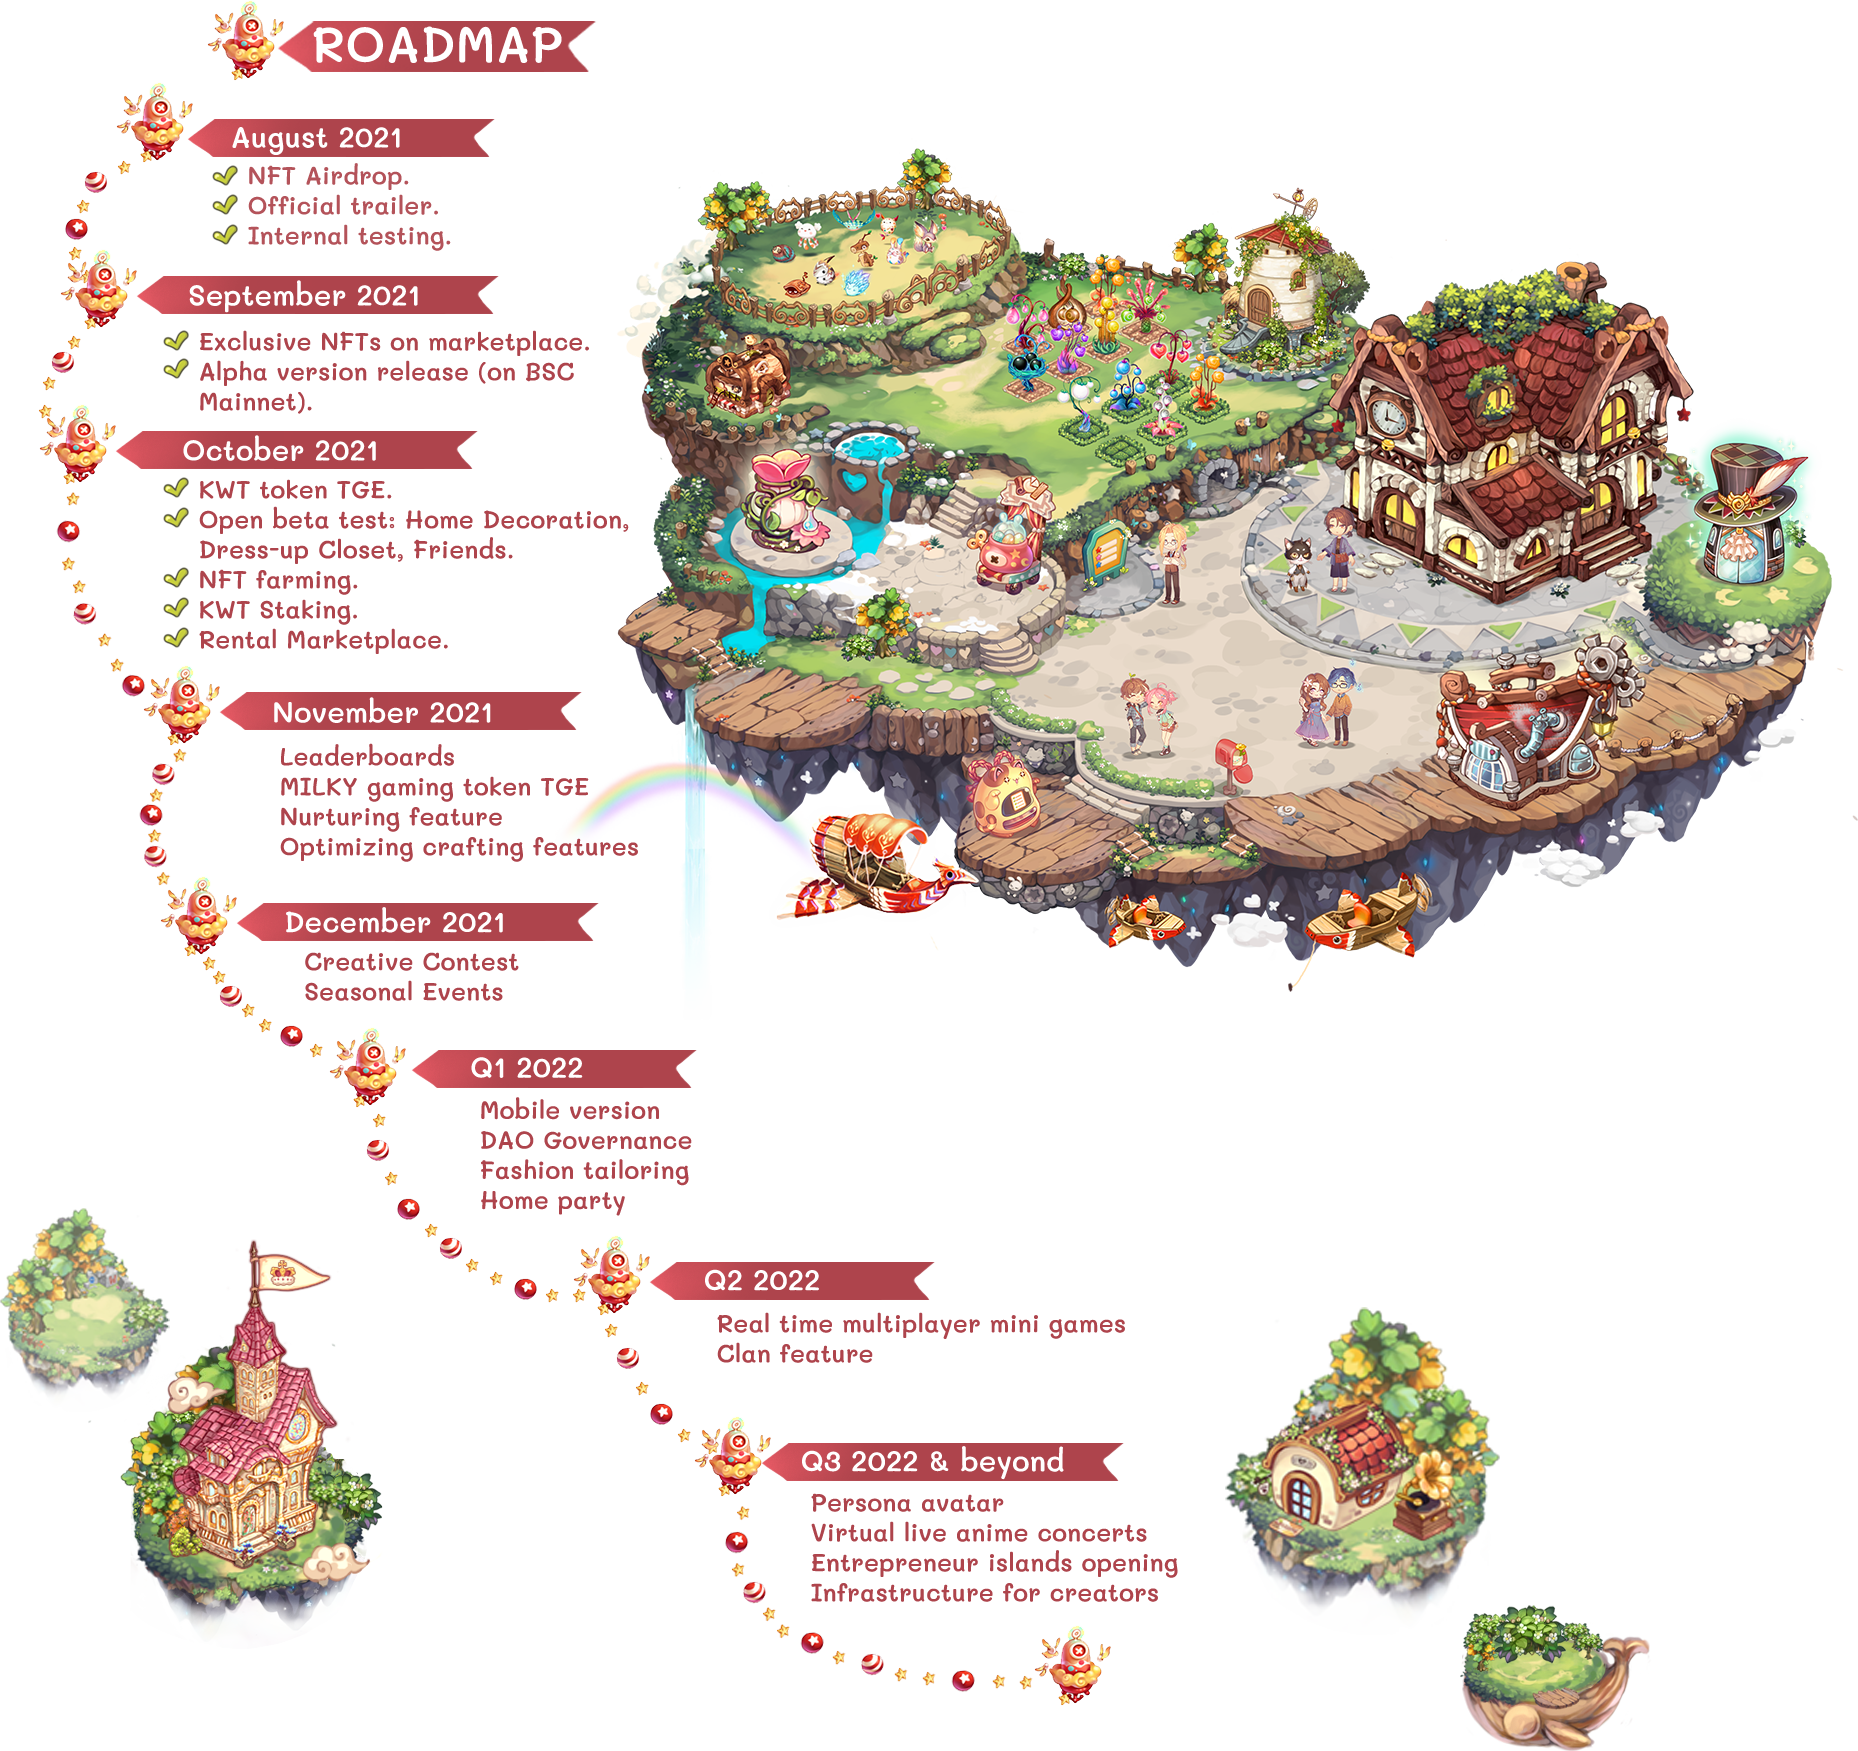 ROADMAP
August 2021
NFT Airdrop.
Official trailer.
Internal testing.
September 2021
Exclusive NFTs on marketplace.
Alpha version release (on BSC
Mainnet).
October 2021
KWT token TGE.
Open beta test: Home Decoration,
Dress-up Closet, Friends.
NFT farming.
KWT Staking.
Rental Marketplace.
November 2021
Leaderboards
MILKY gaming token TGE
Nurturing feature
Optimizing crafting features
December 2021
Creative Contest
Seasonal Events
Q1 2022
Mobile version
DAO Governance
Fashion tailoring
Home party
Q2 2022
Real time multiplayer mini games
Clan feature
Q3 2022 & beyond
Persona avatar
Virtual live anime concerts
Entrepreneur islands opening
Infrastructure for creators